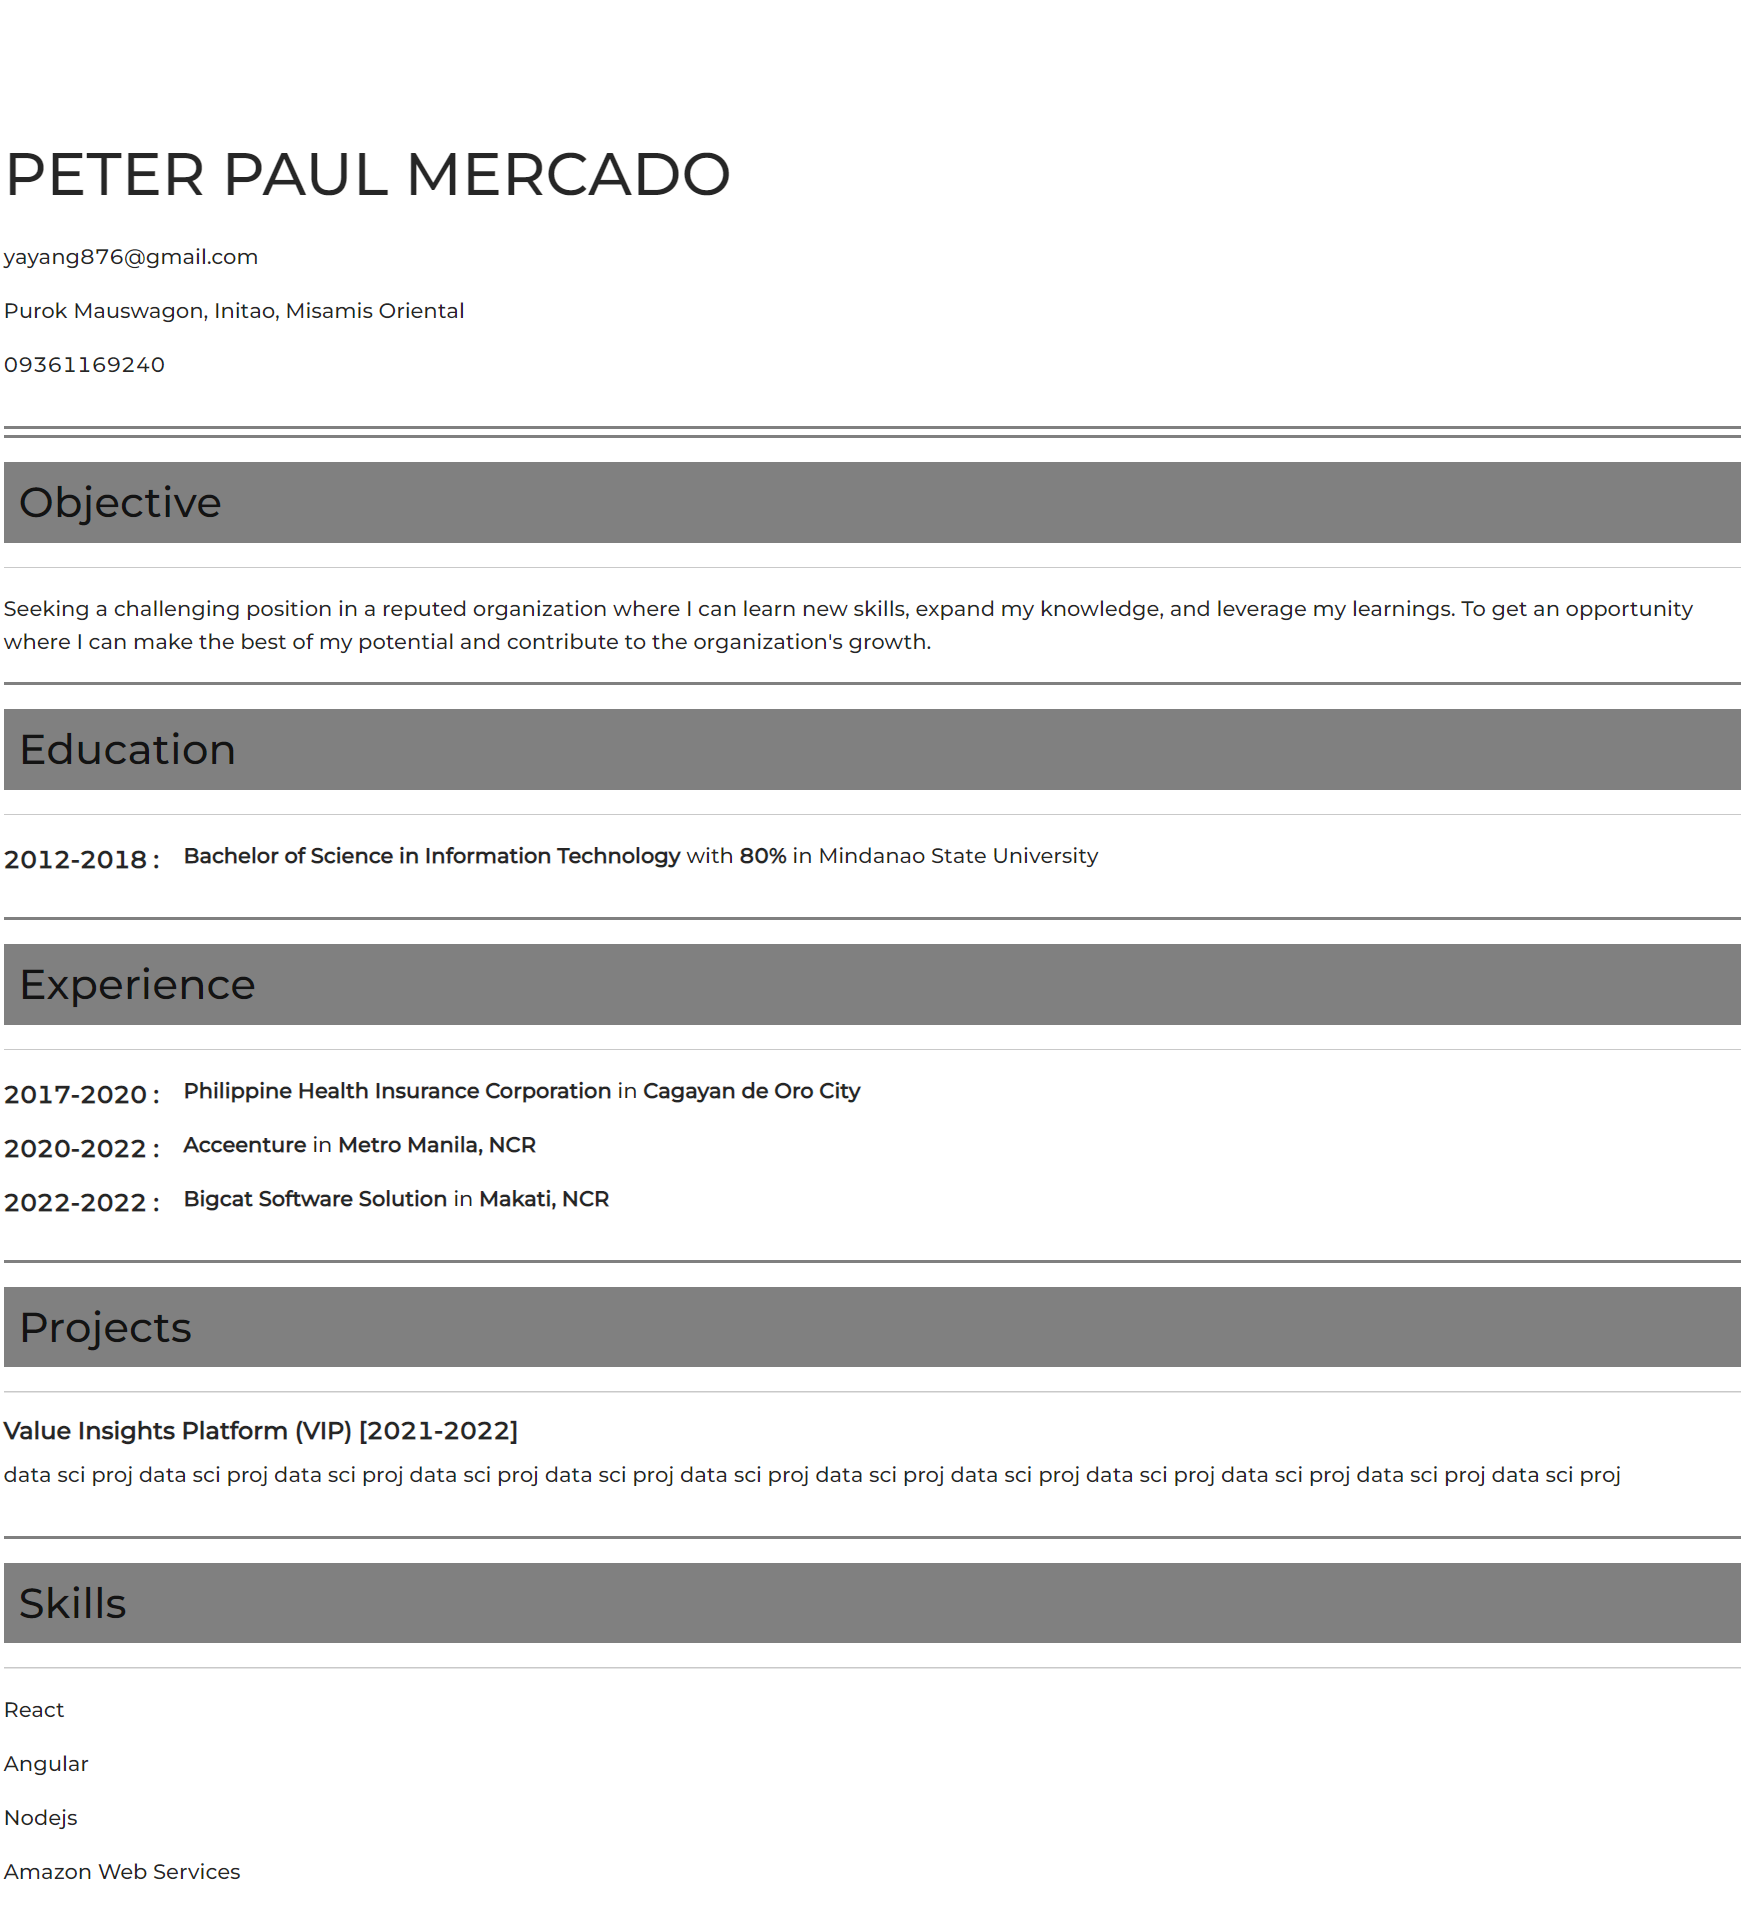 PETER PAUL MERCADO
yayang876@gmail.com
Purok Mauswagon, Initao, Misamis Oriental
09361169240
Objective
Seeking a challenging position in a reputed organization where I can learn new skills, expand my knowledge, and leverage my learnings. To get an opportunity
where I can make the best of my potential and contribute to the organization's growth.
Education
2012-2018 : Bachelor of Science in Information Technology with 80% in Mindanao State University
Experience
2017-2020 : Philippine Health Insurance Corporation in Cagayan de Oro City
2020-2022 : Acceenture in Metro Manila, NCR
2022-2022 : Bigcat Software Solution in Makati, NCR
Projects
Value Insights Platform (VIP) [2021-2022]
data sci proj data sci proj data sci proj data sci proj data sci proj data sci proj data sci proj data sci proj data sci proj data sci proj data sci proj data sci proj
Skills
React
Angular
Nodejs
Amazon Web Services